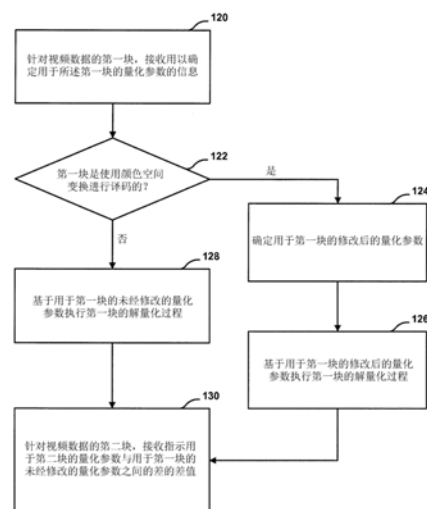 120
针对视频数据的第一块，接收用以确
定用于所述第一块的量化参数的信息
122
第一块是使用颜色空间
变换进行译码的？
是
124
否
确定用于第一块的修改后的量化参数
128
基于用于第一块的未经修改的量化
参数执行第一块的解量化过程
126
基于用于第一块的修改后的量化
参数执行第一块的解量化过程
130
针对视频数据的第二块，接收指示用
于第二块的量化参数与用于第一块的
未经修改的量化参数之间的差的差值